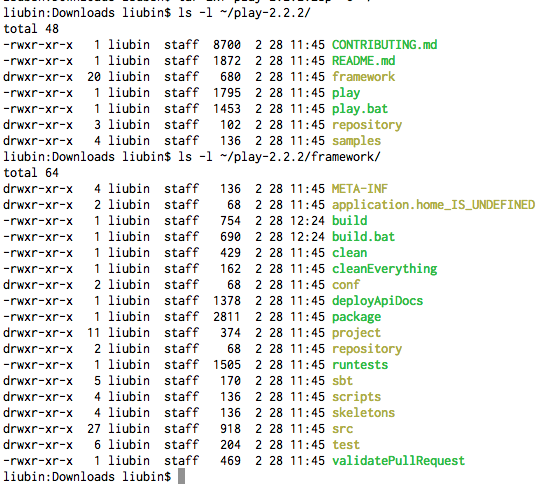 liubin:Downloads liubin$ ls -l ~/play-2.2.2/
total 48
-rwxr-xr-x   1 liubin  staff  8700  2 28 11:45 CONTRIBUTING.md
-rwxr-xr-x   1 liubin  staff  1872  2 28 11:45 README.md
drwxr-xr-x  20 liubin  staff   680  2 28 11:45 framework
-rwxr-xr-x   1 liubin  staff  1795  2 28 11:45 play
-rwxr-xr-x   1 liubin  staff  1453  2 28 11:45 play.bat
drwxr-xr-x   3 liubin  staff   102  2 28 11:45 repository
drwxr-xr-x   4 liubin  staff   136  2 28 11:45 samples
liubin:Downloads liubin$ ls -l ~/play-2.2.2/framework/
total 64
drwxr-xr-x   4 liubin  staff   136  2 28 11:45 META-INF
drwxr-xr-x   2 liubin  staff    68  2 28 11:45 application.home_IS_UNDEFINED
-rwxr-xr-x   1 liubin  staff   754  2 28 12:24 build
-rwxr-xr-x   1 liubin  staff   690  2 28 12:24 build.bat
-rwxr-xr-x   1 liubin  staff   429  2 28 11:45 clean
-rwxr-xr-x   1 liubin  staff   162  2 28 11:45 cleanEverything
drwxr-xr-x   2 liubin  staff    68  2 28 11:45 conf
-rwxr-xr-x   1 liubin  staff  1378  2 28 11:45 deployApiDocs
-rwxr-xr-x   1 liubin  staff  2811  2 28 11:45 package
drwxr-xr-x  11 liubin  staff   374  2 28 11:45 project
drwxr-xr-x   2 liubin  staff    68  2 28 11:45 repository
-rwxr-xr-x   1 liubin  staff  1505  2 28 11:45 runtests
drwxr-xr-x   5 liubin  staff   170  2 28 11:45 sbt
drwxr-xr-x   4 liubin  staff   136  2 28 11:45 scripts
drwxr-xr-x   4 liubin  staff   136  2 28 11:45 skeletons
drwxr-xr-x  27 liubin  staff   918  2 28 11:45 src
drwxr-xr-x   6 liubin  staff   204  2 28 11:45 test
-rwxr-xr-x   1 liubin  staff   469  2 28 11:45 validatePullRequest
liubin:Downloads liubin$